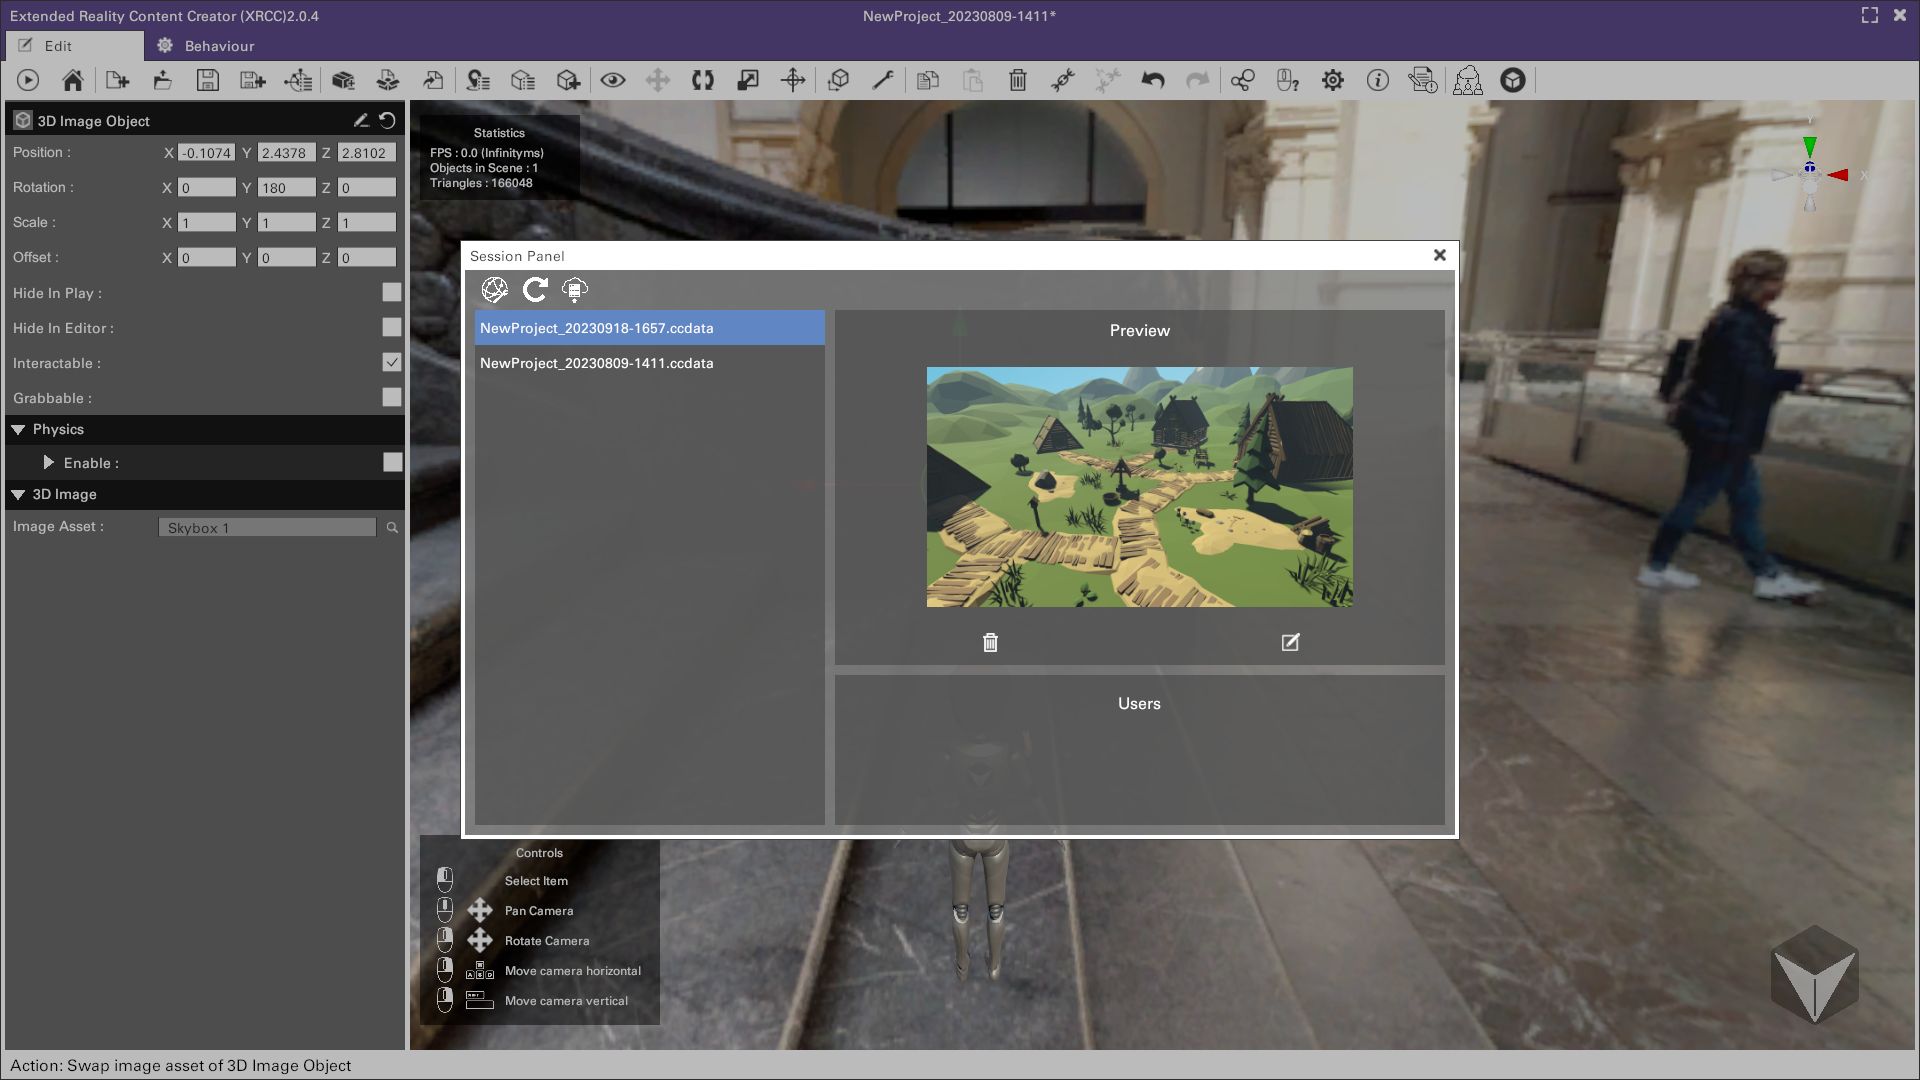 Extended Reality Content Creator (XRCC)2.0.4
NewProject_20230809-1411*
Edit
Behaviour
3D Image Object
Position :
X -0.1074 Y 2.4378 Z 2.8102
Rotation :
X 0 Y 180 Z 0
Scale :
X 1 Y 1 Z 1
Offset :
X 0 Y 0 Z 0
Hide In Play :
Hide In Editor :
Interactable :
Grabbable :
Physics
Enable :
3D Image
Image Asset :
Skybox 1
Statistics
FPS : 0.0 (Infinityms)
Objects in Scene : 1
Triangles : 166048
Y
X
Session Panel
NewProject_20230918-1657.ccdata
NewProject_20230809-1411.ccdata
Preview
Users
Controls
Select Item
Pan Camera
Rotate Camera
Move camera horizontal
Move camera vertical
Action: Swap image asset of 3D Image Object